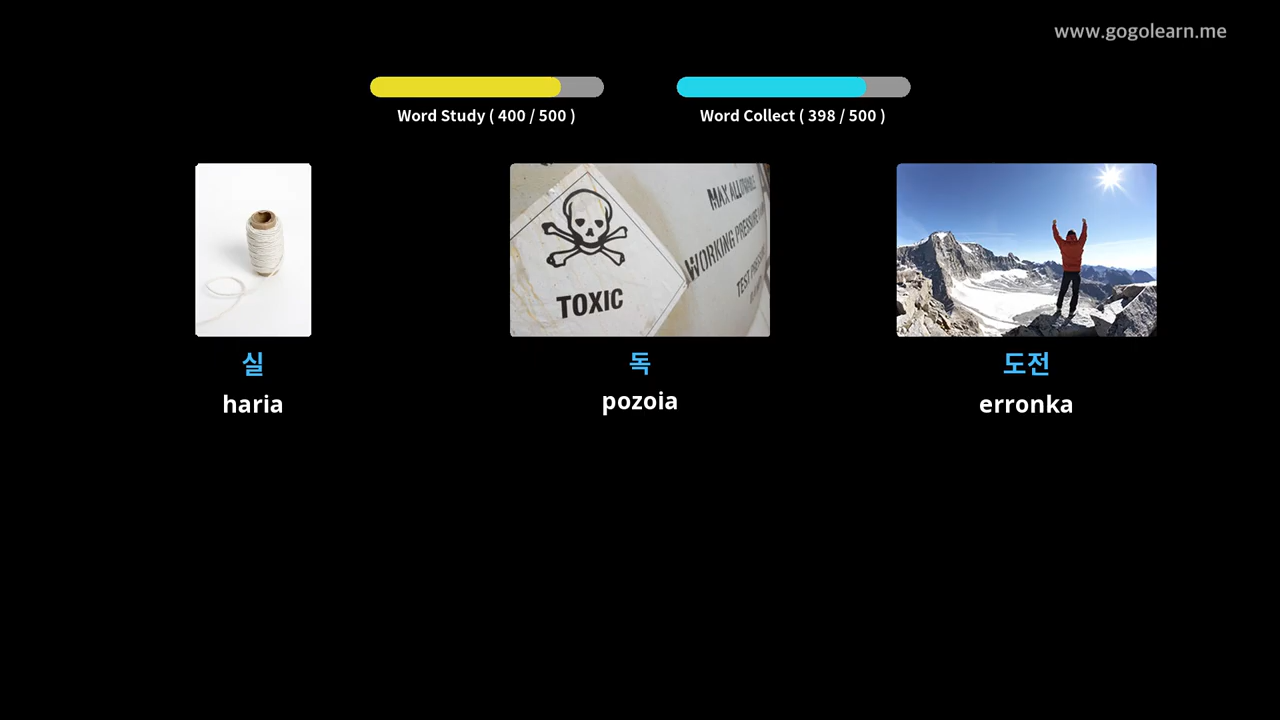 www.gogolearn.me
Word Study ( 400 / 500 )
Word Collect ( 398 / 500 )
TOXIC
MAX ALLOWABLE
WORKING PRESSURE
실
독
도전
haria
pozoia
erronka